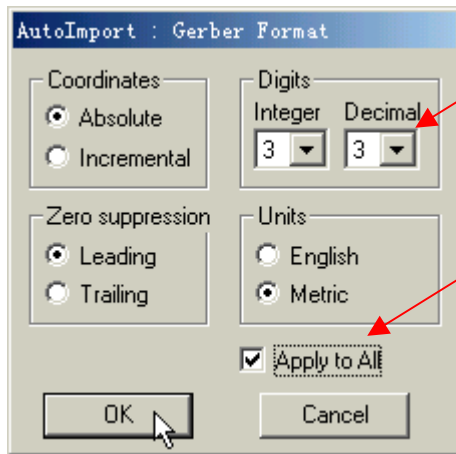 AutoImport : Gerber Format
Coordinates
Absolute
Incremental
Digits
Integer Decimal
3 3
Zero suppression
Leading
Trailing
Units
English
Metric
Apply to All
OK Cancel